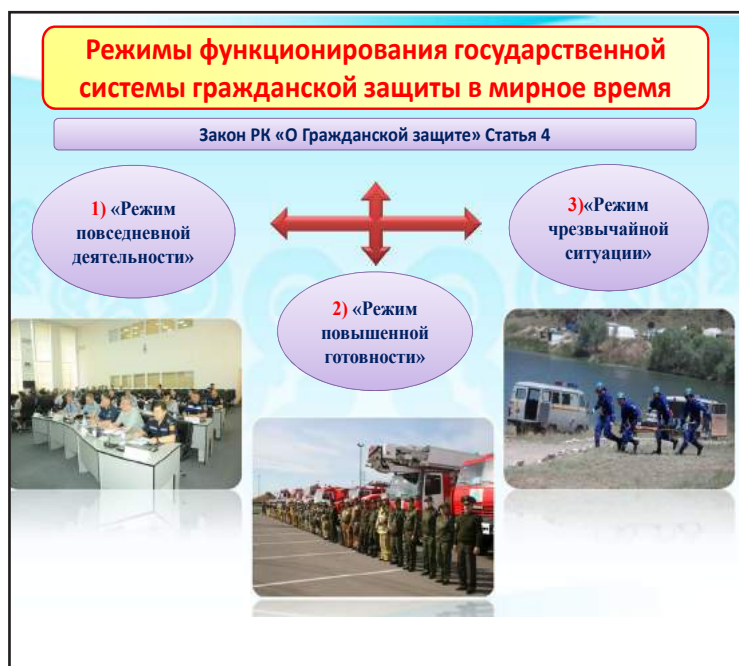 Режимы функционирования государственной
системы гражданской защиты в мирное время
Закон РК «О Гражданской защите» Статья 4
1) «Режим
повседневной
деятельности»
2) «Режим
повышенной
готовности»
3)«Режим
чрезвычайной
ситуации»